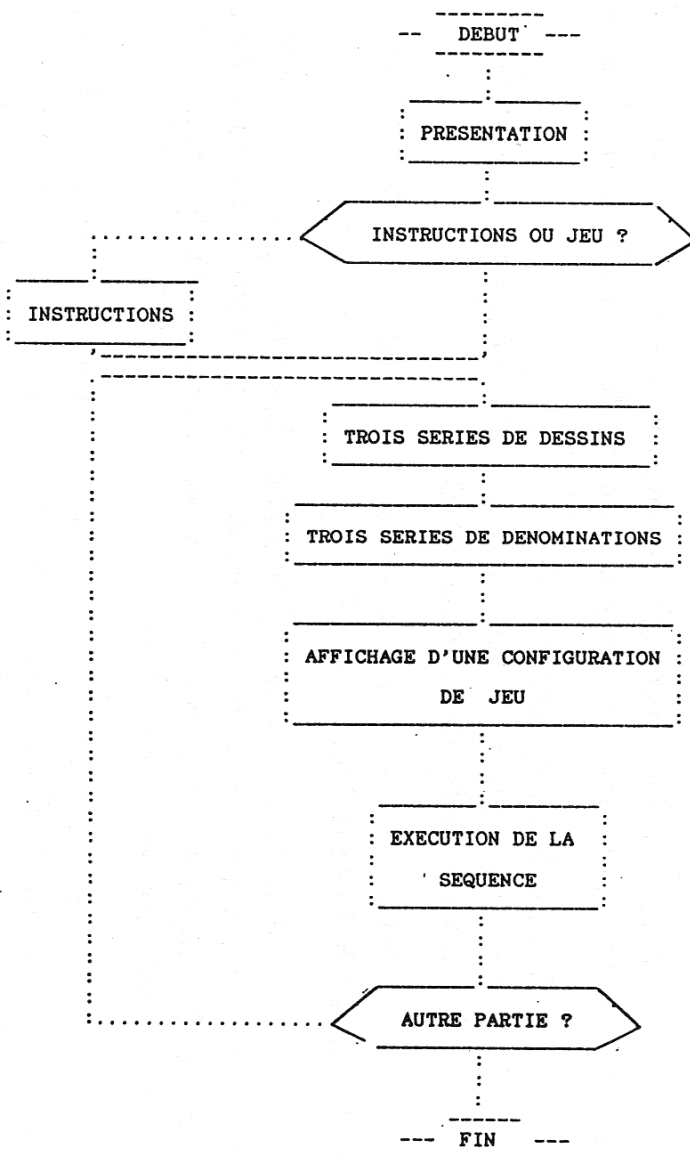 DEBUT
PRESENTATION
INSTRUCTIONS OU JEU ?
INSTRUCTIONS
TROIS SERIES DE DESSINS
TROIS SERIES DE DENOMINATIONS
AFFICHAGE D'UNE CONFIGURATION
DE JEU
EXECUTION DE LA
SEQUENCE
AUTRE PARTIE ?
FIN